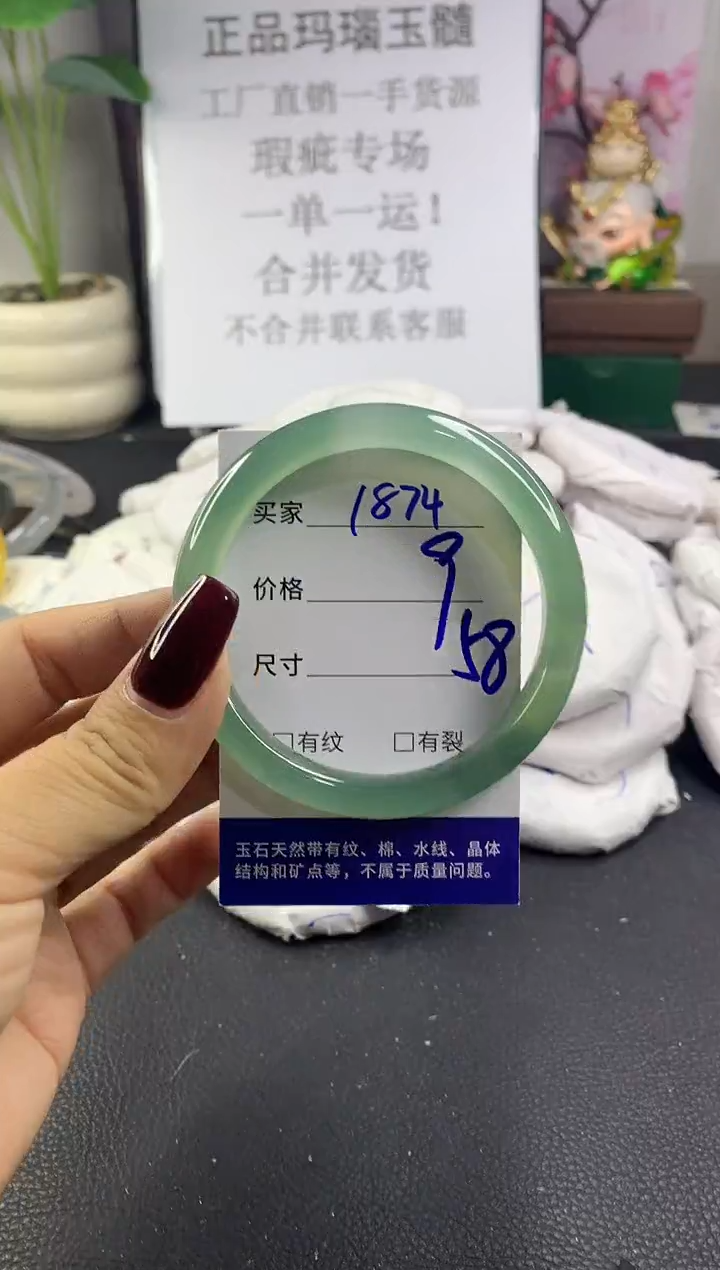 正品玛瑙玉髓
工厂直销一手货源
瑕疵专场
一单一运！
合并发货
不合并联系客服
买家 1874
价格 9
尺寸 58
□有纹 □有裂
玉石天然带有纹、棉、水线、晶体
结构和矿点等，不属于质量问题。